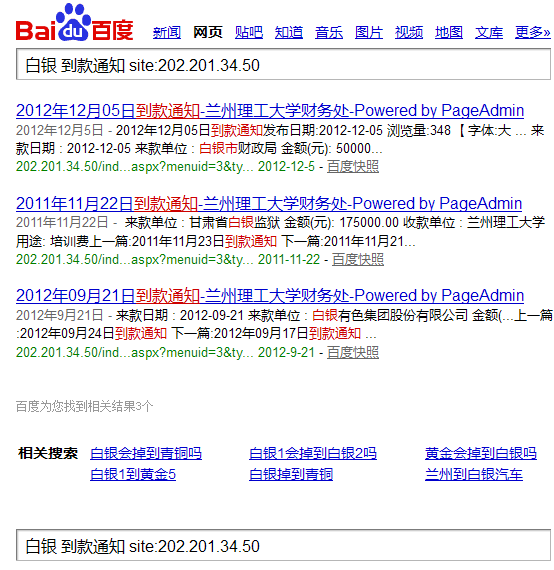 Baidu百度 新闻 网页 贴吧 知道 音乐 图片 视频 地图 文库 更多»
白银 到款通知 site:202.201.34.50
2012年12月05日到款通知-兰州理工大学财务处-Powered by PageAdmin
2012年12月5日 - 2012年12月05日到款通知发布日期:2012-12-05 浏览量:348 【 字体:大 ... 来
款日期 : 2012-12-05 来款单位 : 白银市财政局 金额(元): 50000...
202.201.34.50/ind...aspx?menuid=3&ty... 2012-12-5 - 百度快照
2011年11月22日到款通知-兰州理工大学财务处-Powered by PageAdmin
2011年11月22日 - 来款单位 : 甘肃省白银监狱 金额(元): 175000.00 收款单位 : 兰州理工大学
用途: 培训费上一篇:2011年11月23日到款通知 下一篇:2011年11月21...
202.201.34.50/ind...aspx?menuid=3&ty... 2011-11-22 - 百度快照
2012年09月21日到款通知-兰州理工大学财务处-Powered by PageAdmin
2012年9月21日 - 来款日期 : 2012-09-21 来款单位 : 白银有色集团股份有限公司 金额(...上一篇
:2012年09月24日到款通知 下一篇:2012年09月17日到款通知 ...
202.201.34.50/ind...aspx?menuid=3&ty... 2012-9-21 - 百度快照
百度为您找到相关结果3个
相关搜索 白银会掉到青铜吗 白银1会掉到白银2吗 黄金会掉到白银吗
白银1到黄金5 白银掉到青铜 兰州到白银汽车
白银 到款通知 site:202.201.34.50